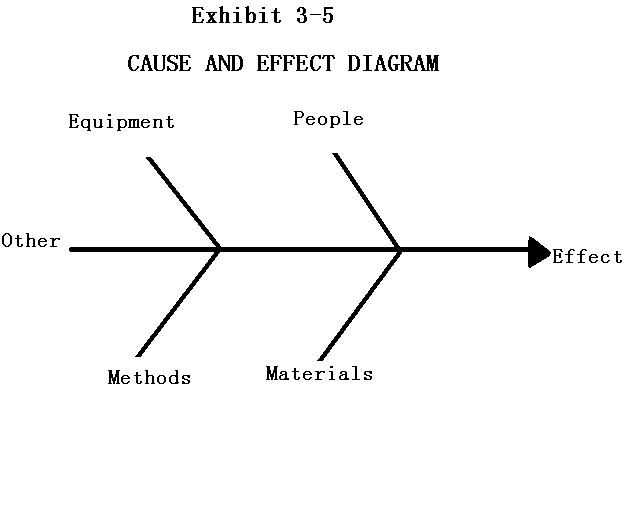 Exhibit 3-5
CAUSE AND EFFECT DIAGRAM
Equipment
People
Other
Effect
Methods
Materials